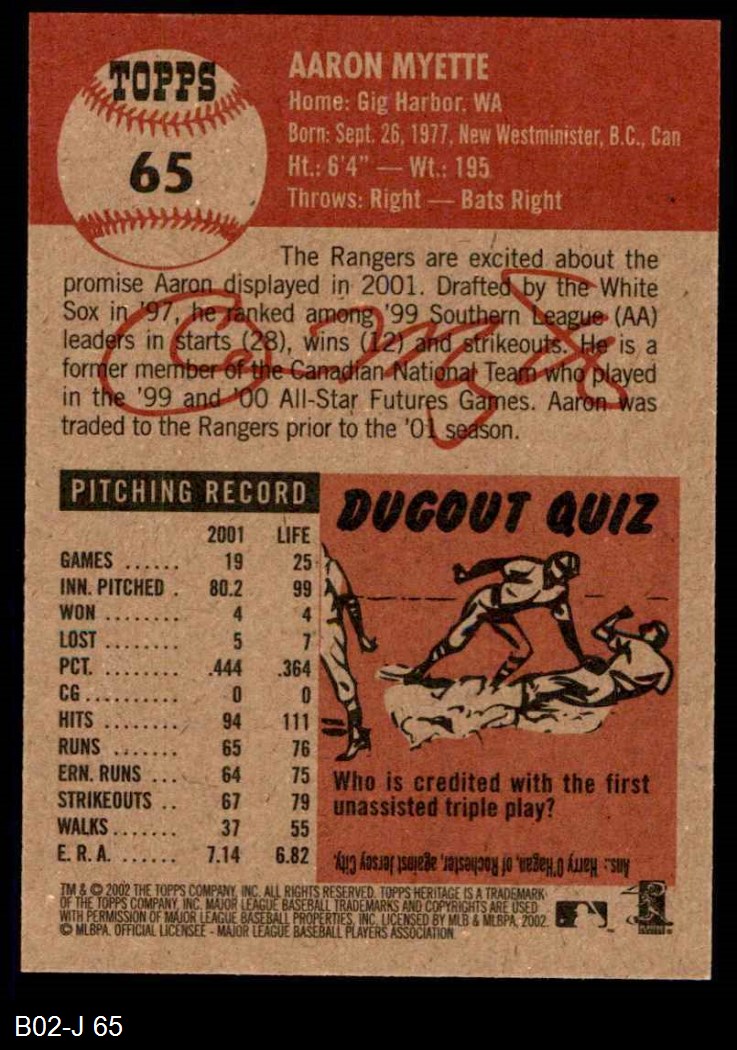 TOPPS
65
AARON MYETTE
Home: Gig Harbor, WA
Born: Sept. 26, 1977, New Westminister, B.C., Can
Ht.: 6'4" — Wt.: 195
Throws: Right — Bats Right
The Rangers are excited about the
promise Aaron displayed in 2001. Drafted by the White
Sox in '97, he ranked among '99 Southern League (AA)
leaders in starts (28), wins (12) and strikeouts. He is a
former member of the Canadian National Team who played
in the '99 and '00 All-Star Futures Games. Aaron was
traded to the Rangers prior to the '01 season.
PITCHING RECORD
2001 LIFE
GAMES ...... 19 25
INN. PITCHED . 80.2 99
WON ........ 4 4
LOST ........ 5 7
PCT. ........ .444 .364
CG .......... 0 0
HITS ........ 94 111
RUNS ....... 65 76
ERN. RUNS ... 64 75
STRIKEOUTS .. 67 79
WALKS ....... 37 55
E. R. A. ...... 7.14 6.82
DUGOUT QUIZ
Who is credited with the first
unassisted triple play?
Ans.: Harry O'Hagan, of Rochester, against Jersey City.
TM & © 2002 THE TOPPS COMPANY, INC. ALL RIGHTS RESERVED. TOPPS HERITAGE IS A TRADEMARK
OF THE TOPPS COMPANY, INC. MAJOR LEAGUE BASEBALL TRADEMARKS AND COPYRIGHTS ARE USED
WITH PERMISSION OF MAJOR LEAGUE BASEBALL PROPERTIES, INC. LICENSED BY MLB & MLBPA, 2002.
© MLBPA. OFFICIAL LICENSEE - MAJOR LEAGUE BASEBALL PLAYERS ASSOCIATION
B02-J 65